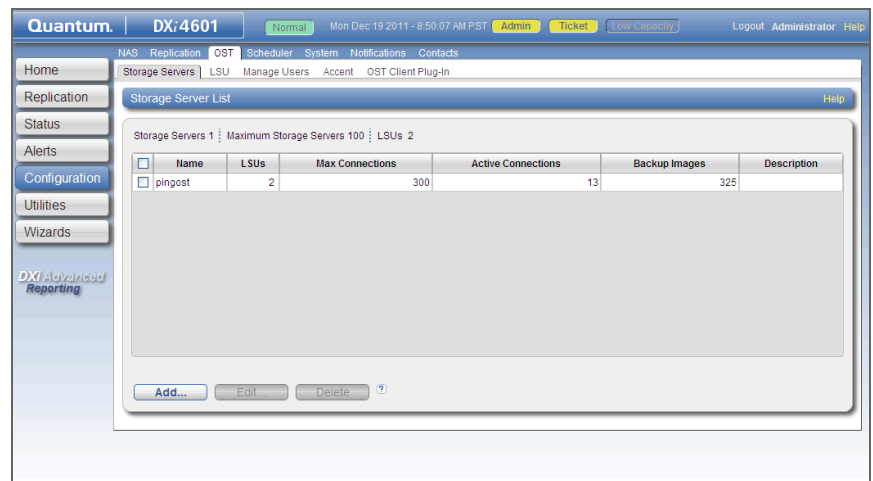 Quantum. DXi4601 Normal Mon Dec 19 2011 - 8:50:07 AM PST Admin Ticket Low Capacity Logout Administrator Help
NAS Replication OST Scheduler System Notifications Contacts
Storage Servers LSU Manage Users Accent OST Client Plug-In
Home
Replication
Status
Alerts
Configuration
Utilities
Wizards
DXi Advanced
Reporting
Storage Server List Help
Storage Servers 1 Maximum Storage Servers 100 LSUs 2
Name LSUs Max Connections Active Connections Backup Images Description
pingost 2 300 13 325
Add... Edit... Delete ?